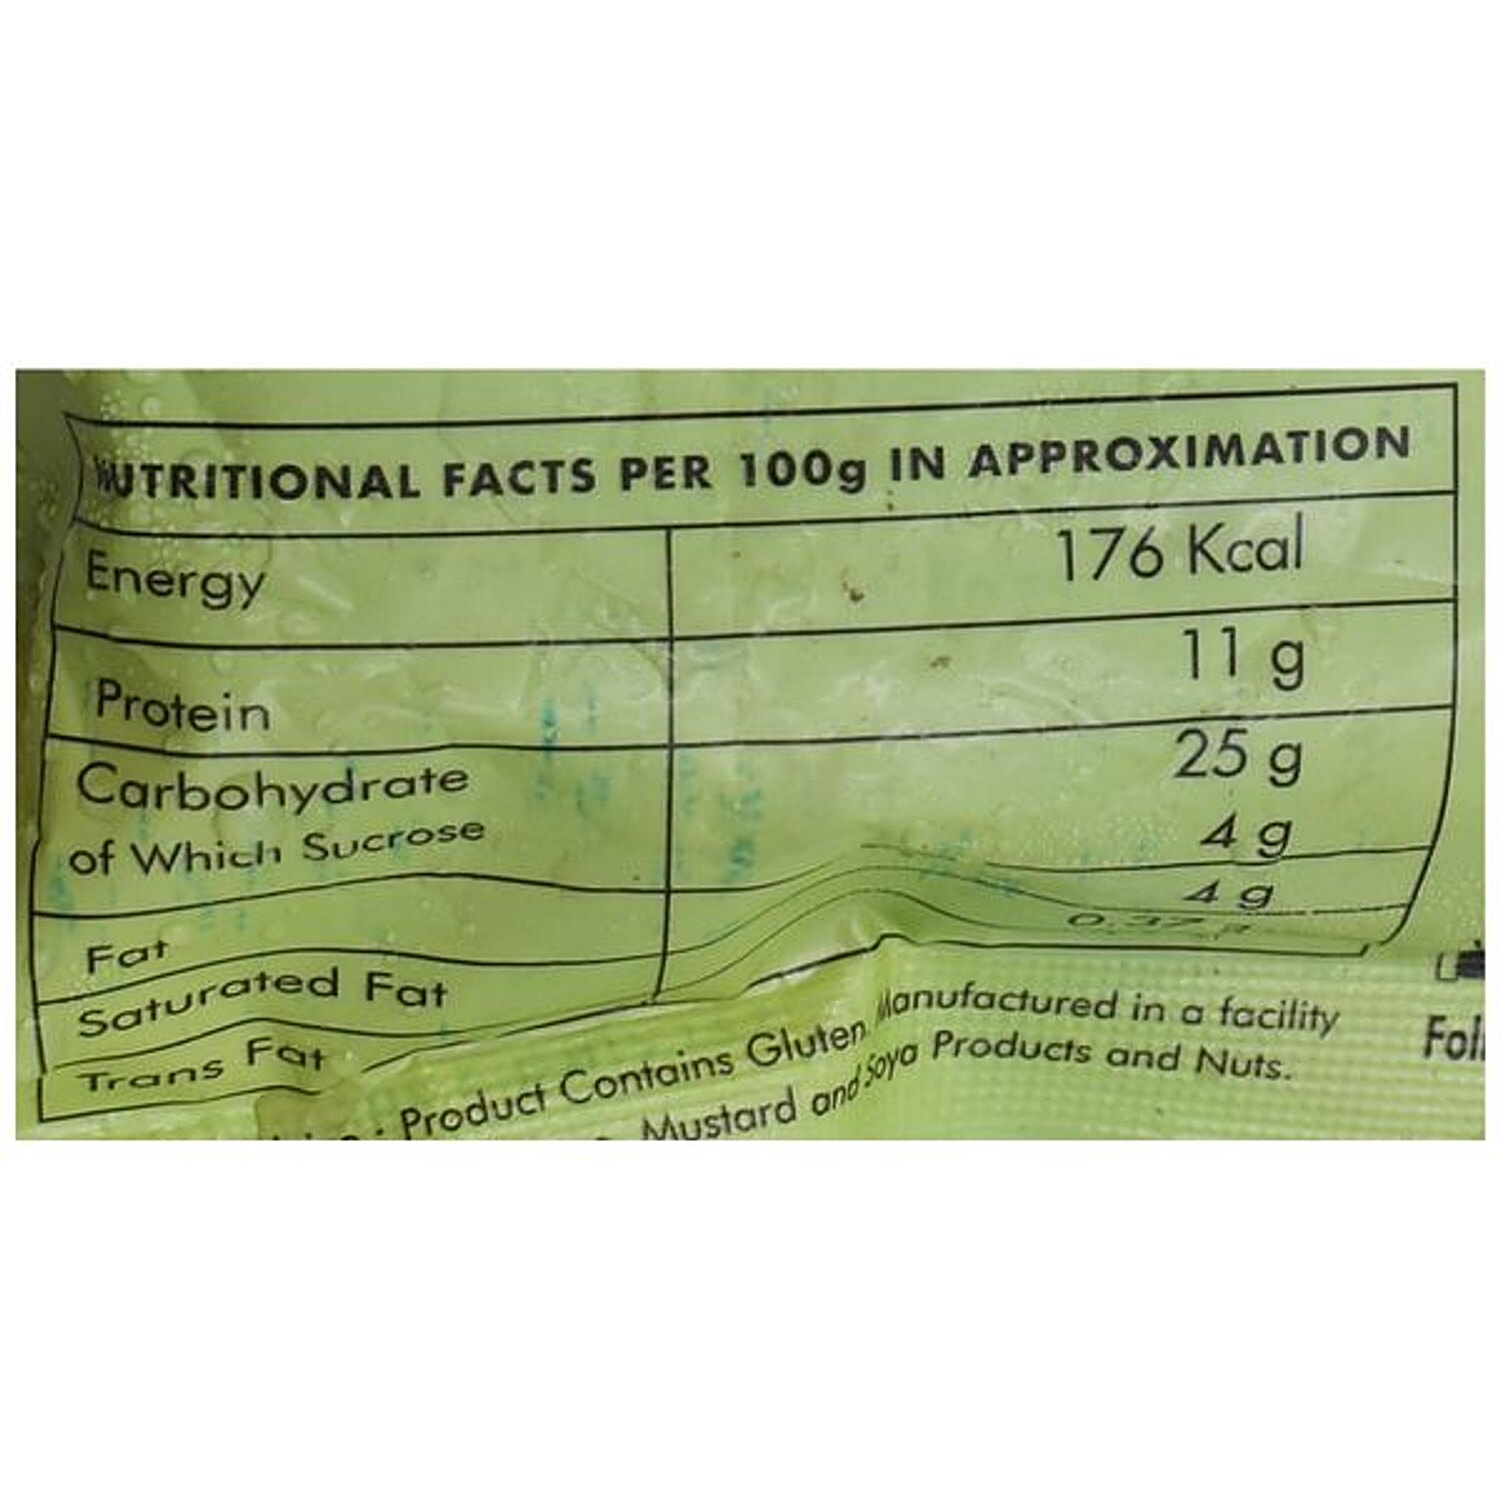 NUTRITIONAL FACTS PER 100g IN APPROXIMATION
Energy 176 Kcal
Protein 11 g
Carbohydrate 25 g
of Which Sucrose 4 g
Fat 4 g
Saturated Fat
Trans Fat
Product Contains Gluten Manufactured in a facility
Mustard and Soya Products and Nuts.